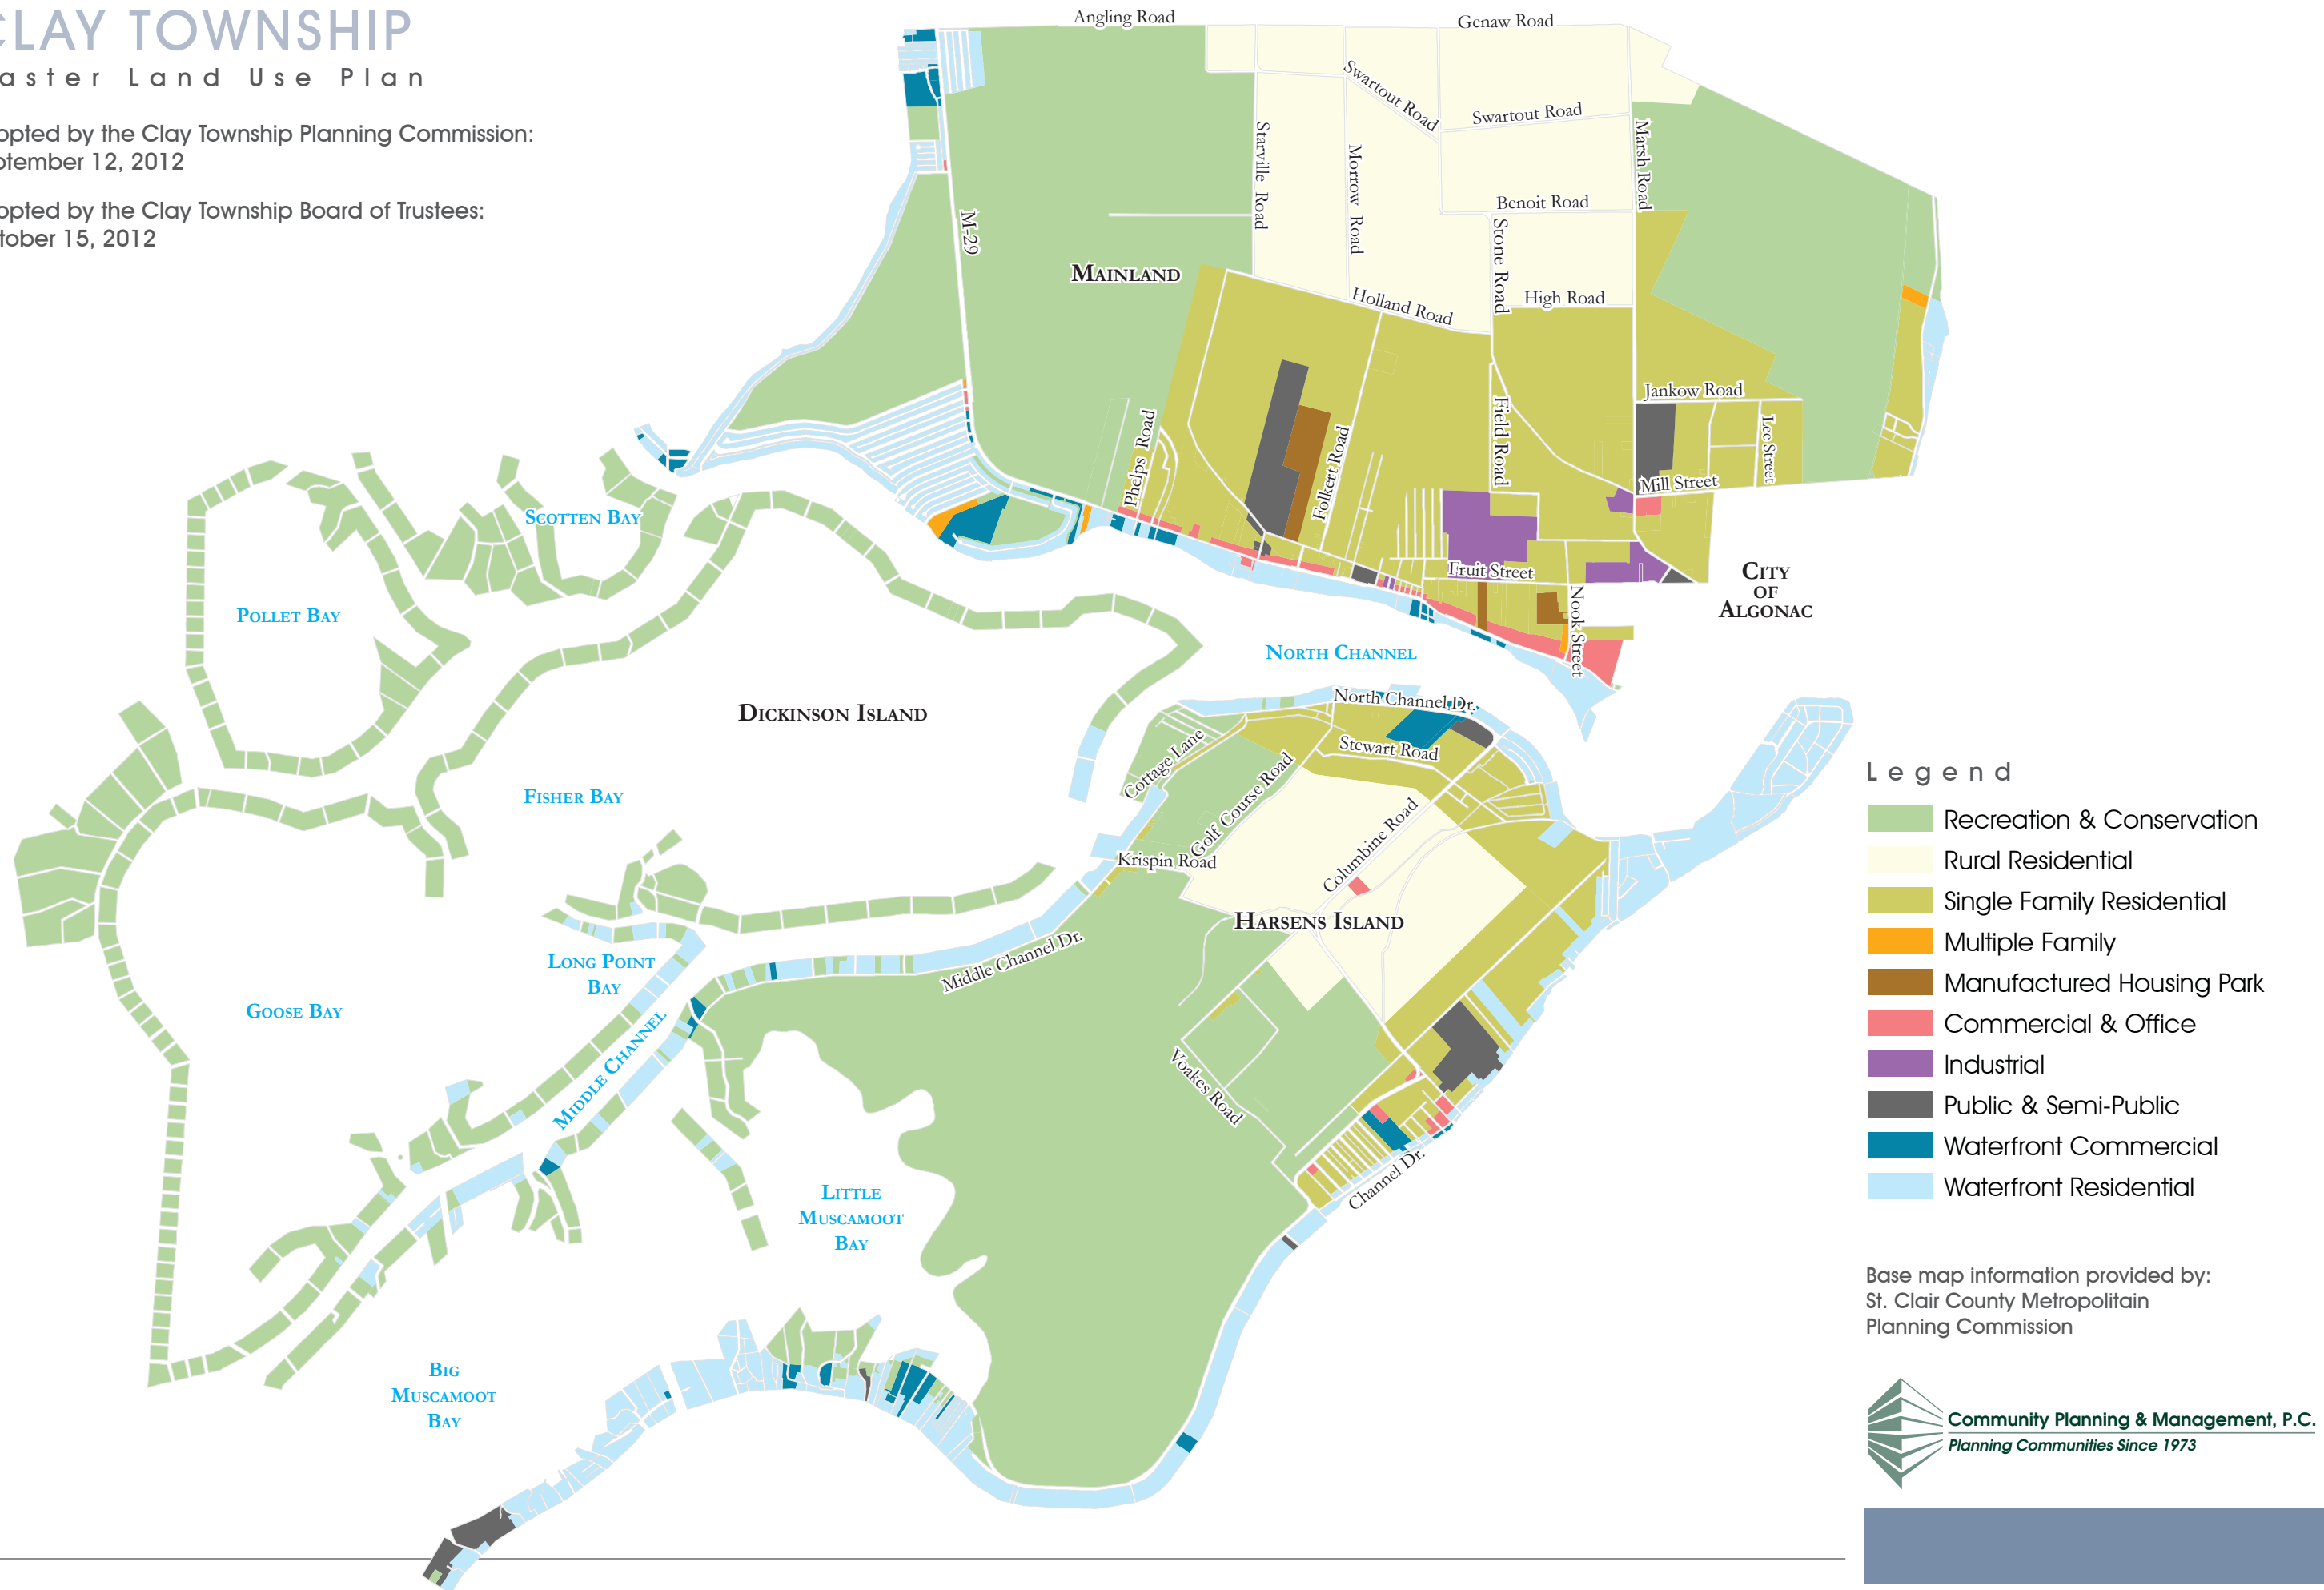 CLAY TOWNSHIP
aster Land Use Plan
opted by the Clay Township Planning Commission:
ptember 12, 2012
opted by the Clay Township Board of Trustees:
tober 15, 2012
Angling Road
Genaw Road
Swartout Road
Swartout Road
Starville Road
Morrow Road
Marsh Road
Benoit Road
M-29
Stone Road
Mainland
Holland Road
High Road
Jankow Road
Field Road
Lee Street
Phelps Road
Folkert Road
Mill Street
Scotten Bay
Fruit Street
City
of
Algonac
Nook Street
Pollet Bay
North Channel
Dickinson Island
North Channel Dr.
Stewart Road
Cottage Lane
Golf Course Road
Fisher Bay
Columbine Road
Krispin Road
Harsens Island
Middle Channel Dr.
Long Point
Bay
Goose Bay
Middle Channel
Voakes Road
Channel Dr.
Little
Muscamoot
Bay
Big
Muscamoot
Bay
Legend
Recreation & Conservation
Rural Residential
Single Family Residential
Multiple Family
Manufactured Housing Park
Commercial & Office
Industrial
Public & Semi-Public
Waterfront Commercial
Waterfront Residential
Base map information provided by:
St. Clair County Metropolitain
Planning Commission
Community Planning & Management, P.C.
Planning Communities Since 1973